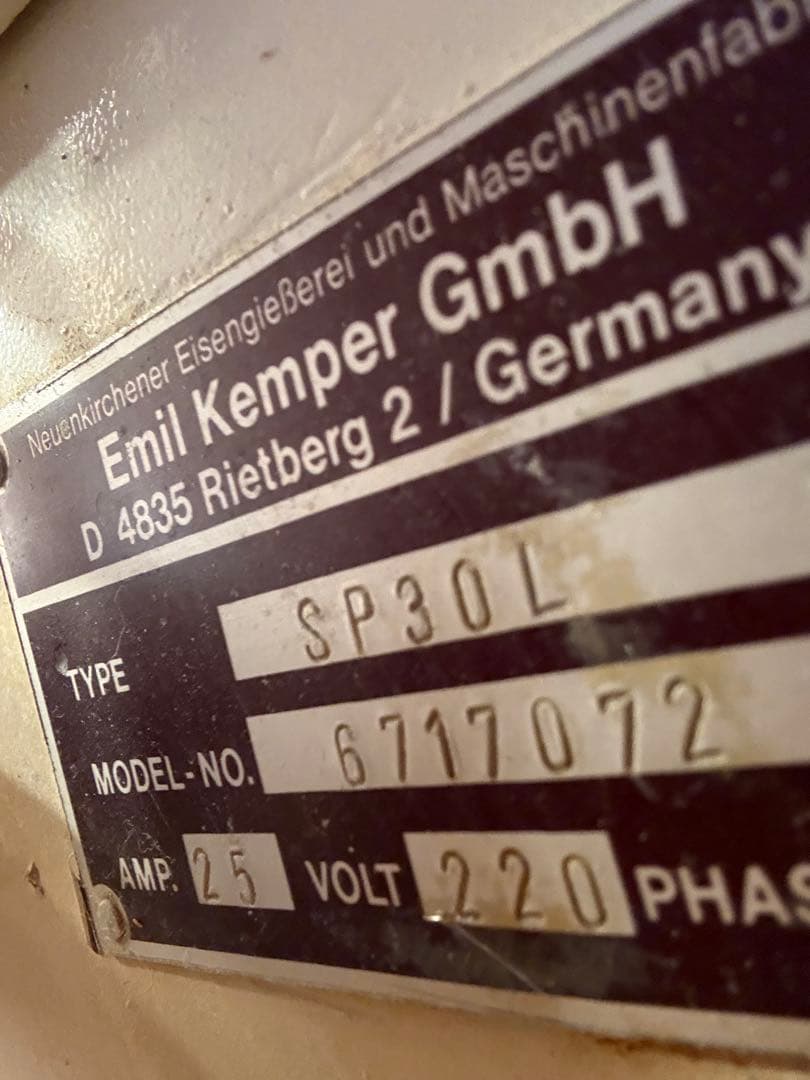 Neuenkirchener Eisengießerei und Maschinenfab
Emil Kemper GmbH
D 4835 Rietberg 2 / Germany
TYPE SP30L
MODEL-NO. 6717072
AMP. 25 VOLT 220 PHAS